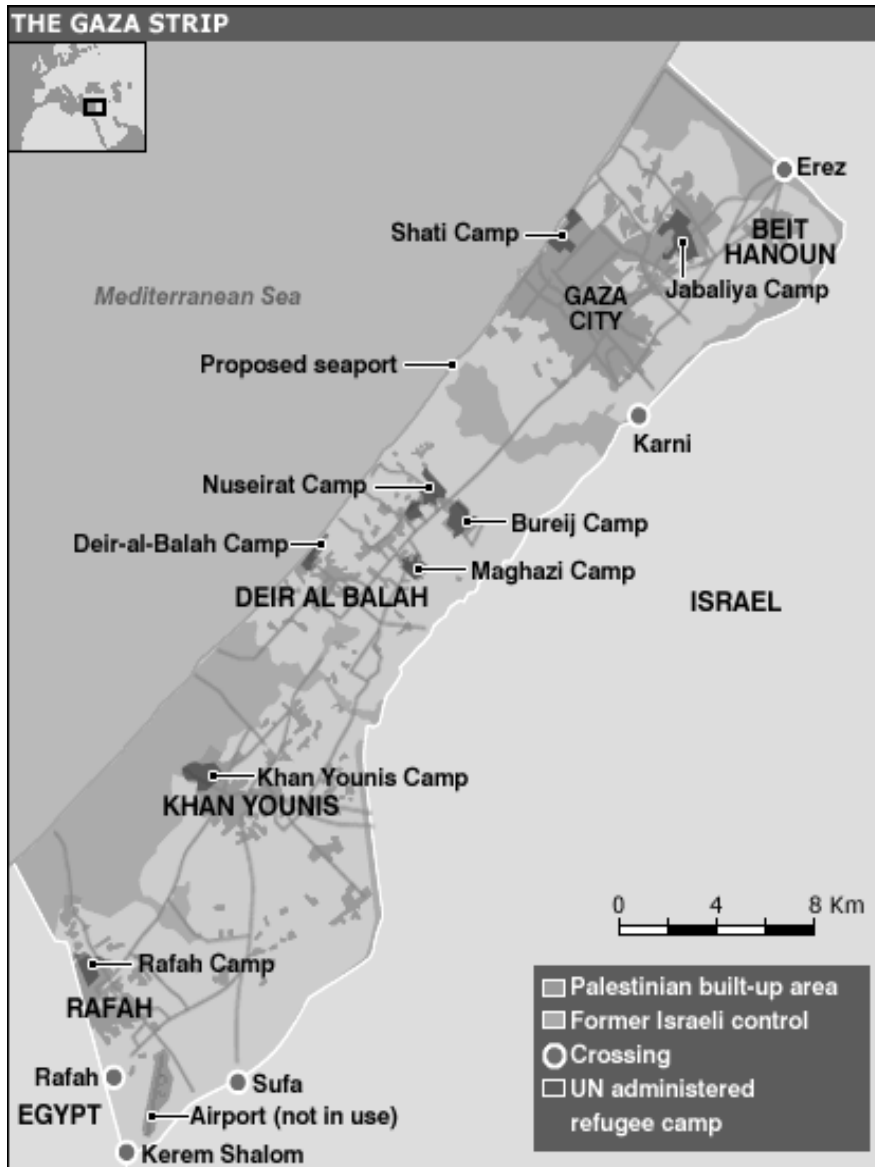 THE GAZA STRIP
Erez
Shati Camp
BEIT
HANOUN
Jabaliya Camp
GAZA
CITY
Mediterranean Sea
Proposed seaport
Karni
Nuseirat Camp
Bureij Camp
Deir-al-Balah Camp
Maghazi Camp
DEIR AL BALAH
ISRAEL
Khan Younis Camp
KHAN YOUNIS
0 4 8 Km
Rafah Camp
RAFAH
Palestinian built-up area
Former Israeli control
Crossing
UN administered
refugee camp
Rafah
Sufa
EGYPT
Airport (not in use)
Kerem Shalom